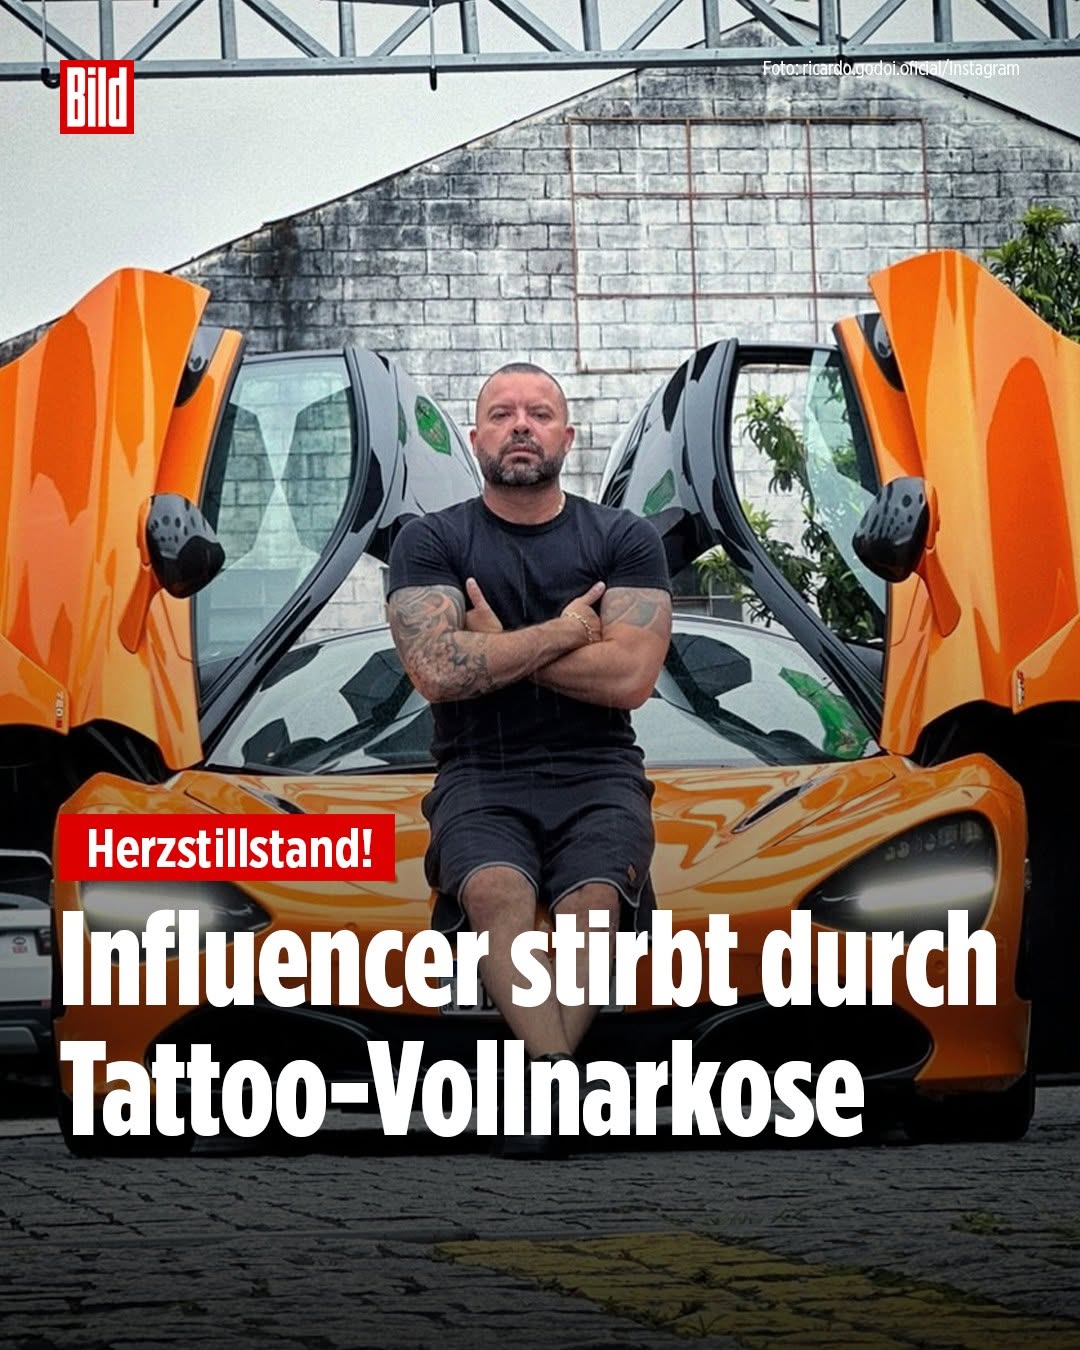 Foto: ricardo.godoi.oficial/Instagram
Bild
Herzstillstand!
Influencer stirbt durch
Tattoo-Vollnarkose